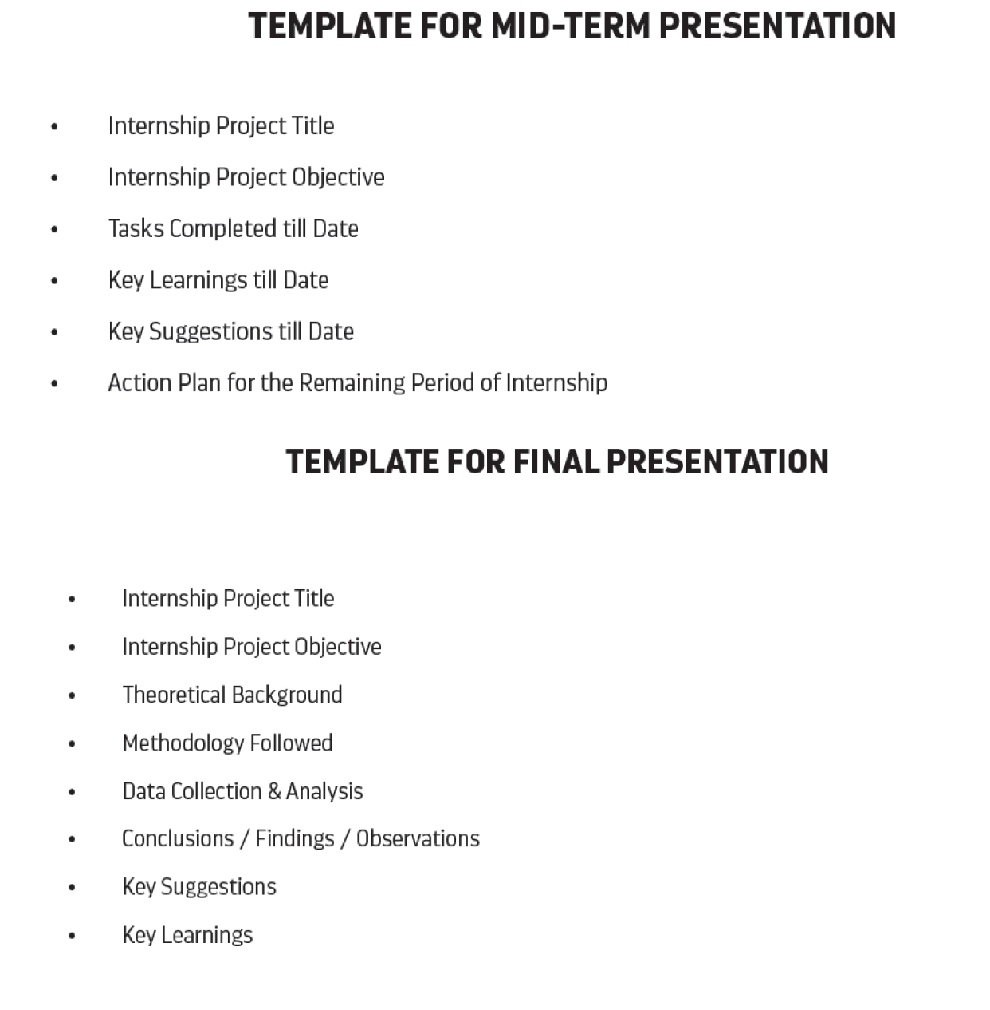 TEMPLATE FOR MID-TERM PRESENTATION
• Internship Project Title
• Internship Project Objective
• Tasks Completed till Date
• Key Learnings till Date
• Key Suggestions till Date
• Action Plan for the Remaining Period of Internship
TEMPLATE FOR FINAL PRESENTATION
• Internship Project Title
• Internship Project Objective
• Theoretical Background
• Methodology Followed
• Data Collection & Analysis
• Conclusions / Findings / Observations
• Key Suggestions
• Key Learnings